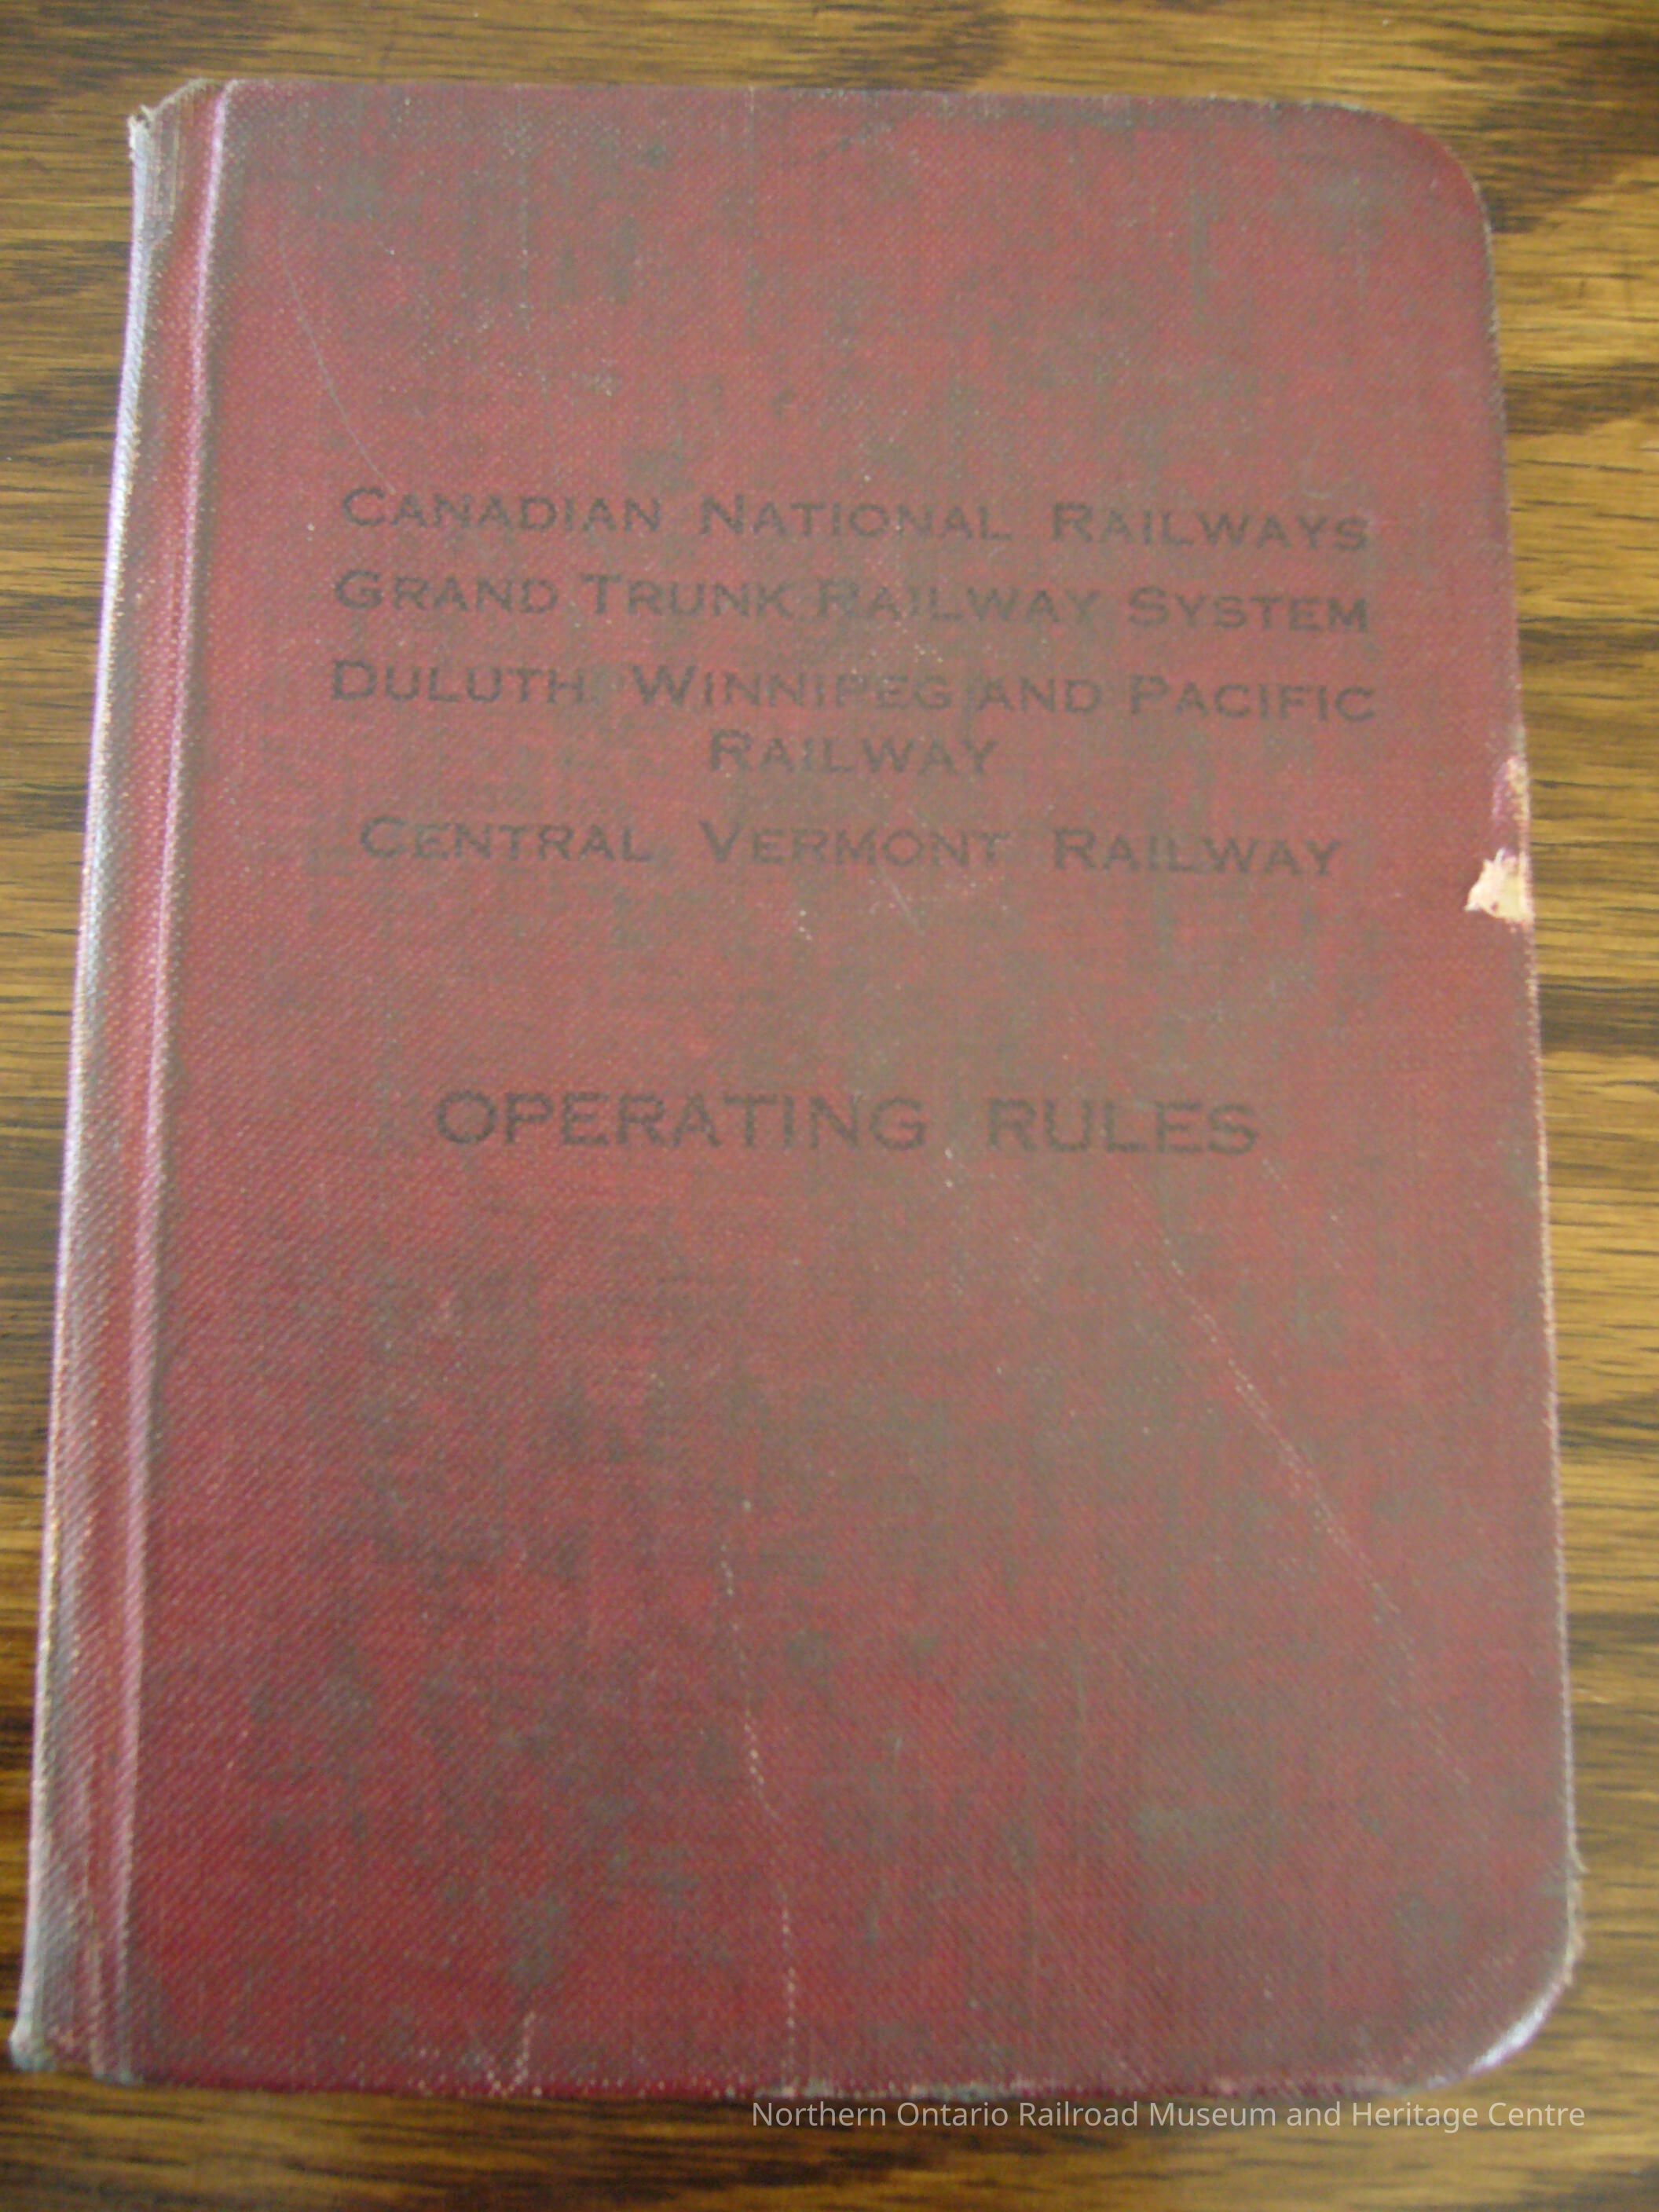 CANADIAN NATIONAL RAILWAYS
GRAND TRUNK RAILWAY SYSTEM
DULUTH, WINNIPEG AND PACIFIC
RAILWAY
CENTRAL VERMONT RAILWAY
OPERATING RULES
Northern Ontario Railroad Museum and Heritage Centre